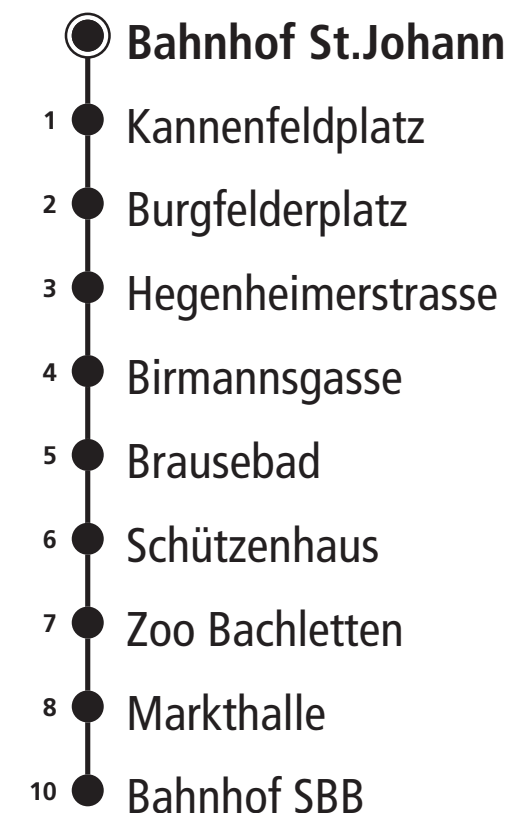 Bahnhof St.Johann
1 Kannenfeldplatz
2 Burgfelderplatz
3 Hegenheimerstrasse
4 Birmannsgasse
5 Brausebad
6 Schützenhaus
7 Zoo Bachletten
8 Markthalle
10 Bahnhof SBB